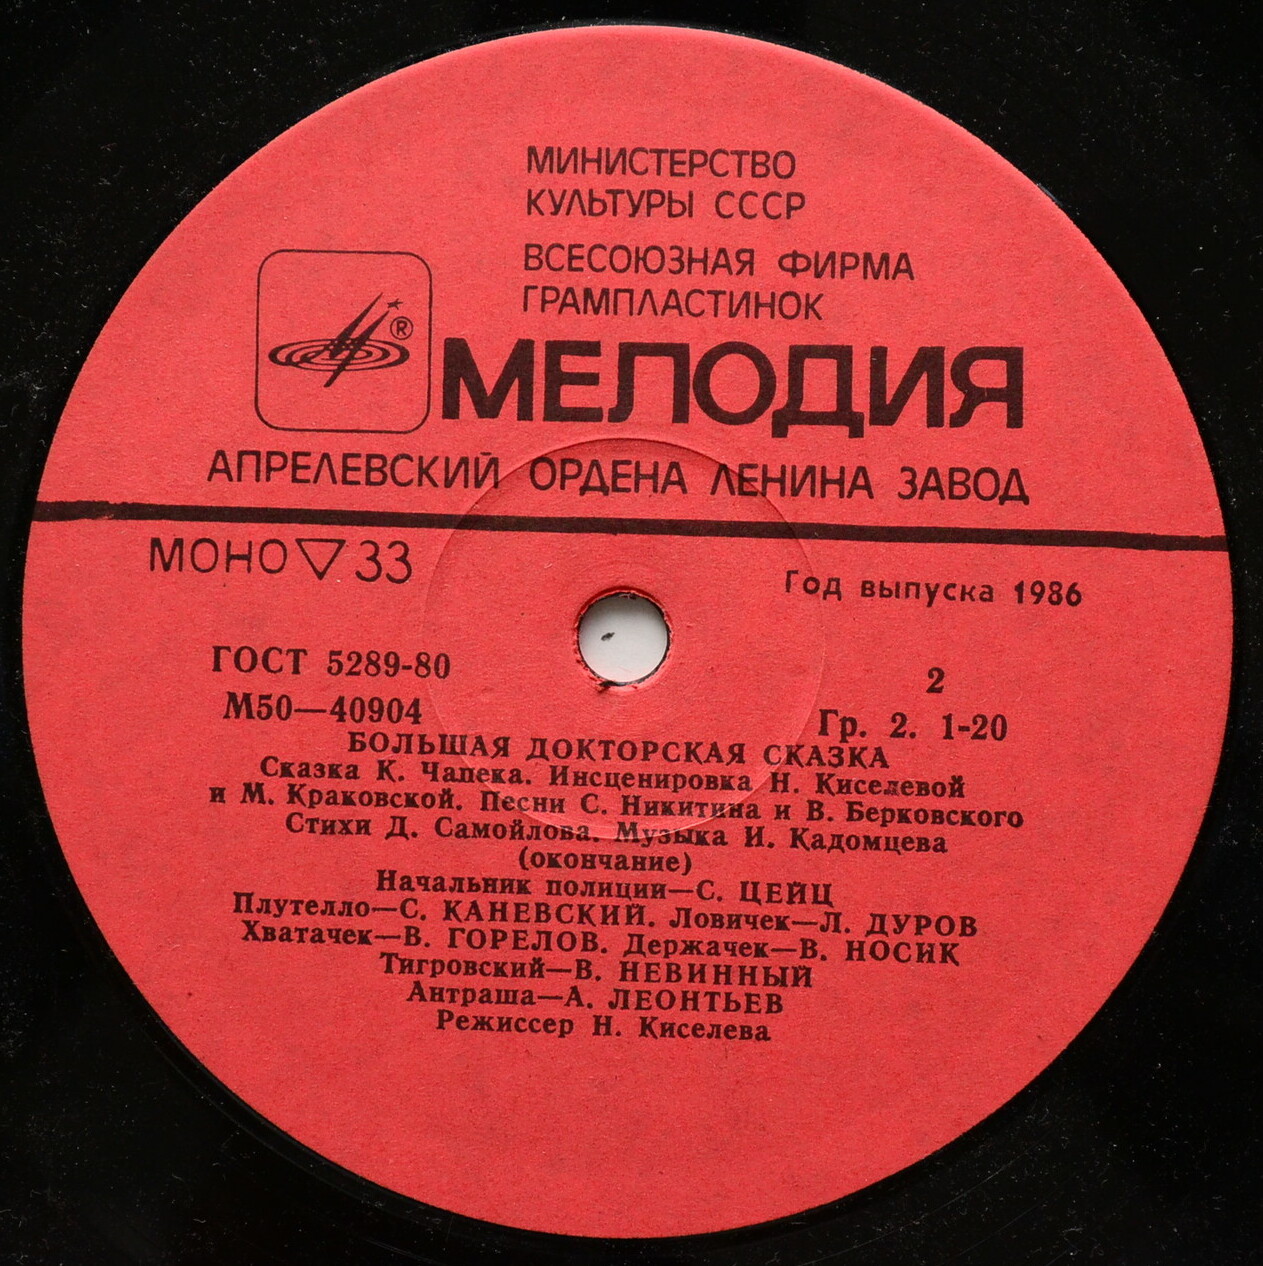 МИНИСТЕРСТВО
КУЛЬТУРЫ СССР
ВСЕСОЮЗНАЯ ФИРМА
ГРАМПЛАСТИНОК
®
МЕЛОДИЯ
АПРЕЛЕВСКИЙ ОРДЕНА ЛЕНИНА ЗАВОД
МОНО ▽ 33
Год выпуска 1986
ГОСТ 5289-80
2
М50—40904
Гр. 2. 1-20
БОЛЬШАЯ ДОКТОРСКАЯ СКАЗКА
Сказка К. Чапека. Инсценировка Н. Киселевой
и М. Краковской. Песни С. Никитина и В. Берковского
Стихи Д. Самойлова. Музыка И. Кадомцева
(окончание)
Начальник полиции—С. ЦЕЙЦ
Плутелло—С. КАНЕВСКИЙ. Ловичек—Л. ДУРОВ
Хватачек—В. ГОРЕЛОВ. Держачек—В. НОСИК
Тигровский—В. НЕВИННЫЙ
Антраша—А. ЛЕОНТЬЕВ
Режиссер Н. Киселева